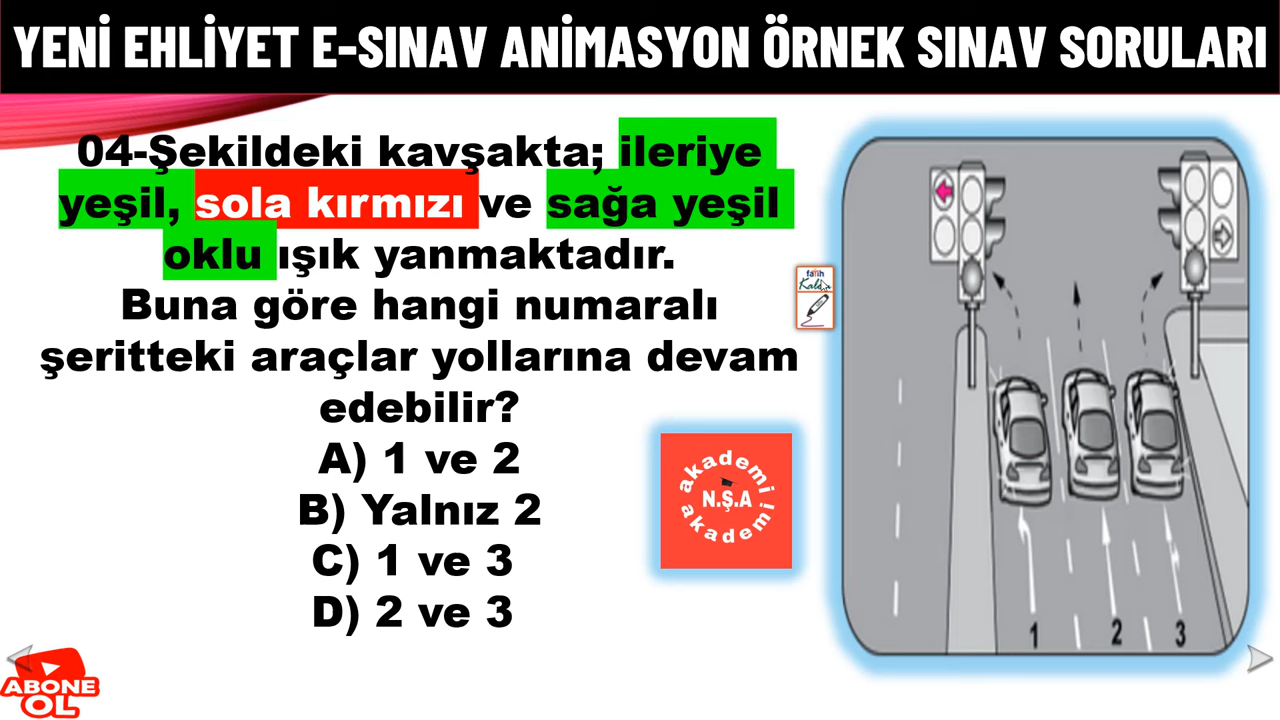 YENİ EHLİYET E-SINAV ANİMASYON ÖRNEK SINAV SORULARI
04-Şekildeki kavşakta; ileriye
yeşil, sola kırmızı ve sağa yeşil
oklu ışık yanmaktadır.
Buna göre hangi numaralı
şeritteki araçlar yollarına devam
edebilir?
A) 1 ve 2
B) Yalnız 2
C) 1 ve 3
D) 2 ve 3
fatih
akademi
N.Ş.A
akademi
1 2 3
ABONE
OL